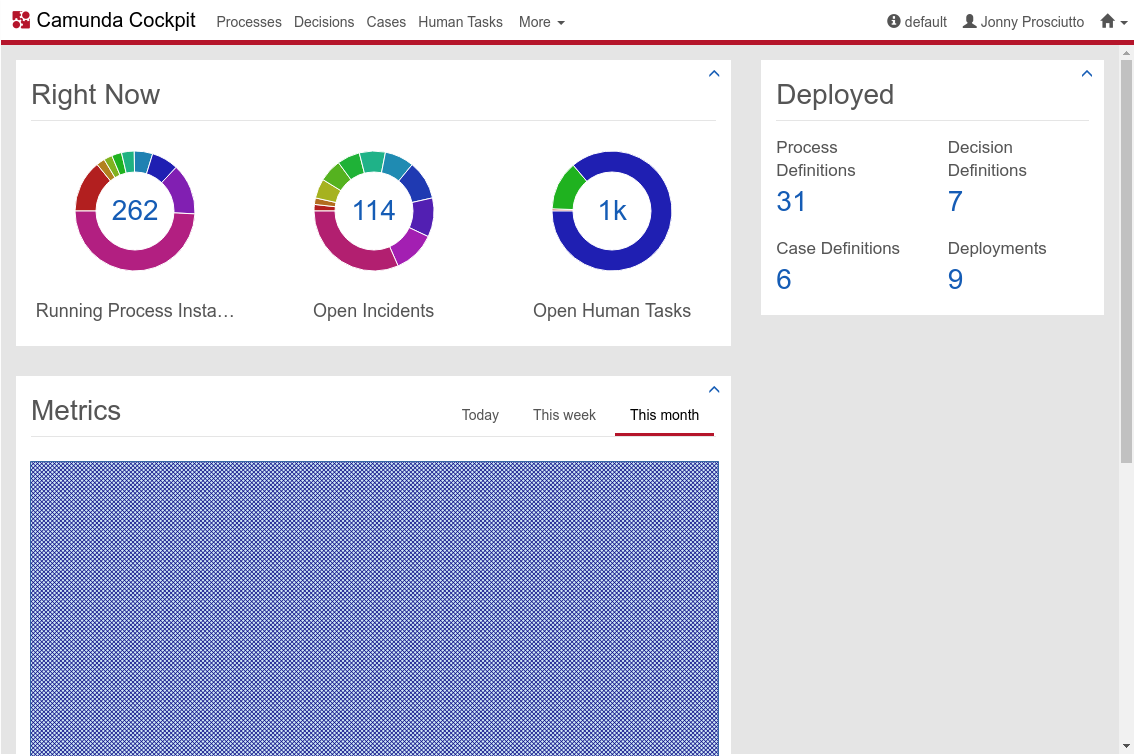 Camunda Cockpit Processes Decisions Cases Human Tasks More default Jonny Prosciutto
Right Now
262
114
1k
Running Process Insta…
Open Incidents
Open Human Tasks
Deployed
Process Definitions
31
Decision Definitions
7
Case Definitions
6
Deployments
9
Metrics
Today This week This month